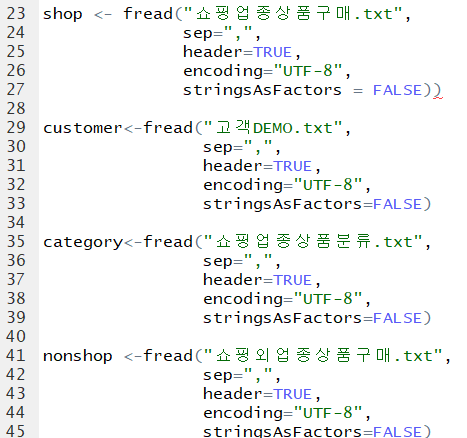 23 shop <- fread("쇼핑업종상품구매.txt",
24 sep=",",
25 header=TRUE,
26 encoding="UTF-8",
27 stringsAsFactors = FALSE))
28
29 customer<-fread("고객DEMO.txt",
30 sep=",",
31 header=TRUE,
32 encoding="UTF-8",
33 stringsAsFactors=FALSE)
34
35 category<-fread("쇼핑업종상품분류.txt",
36 sep=",",
37 header=TRUE,
38 encoding="UTF-8",
39 stringsAsFactors=FALSE)
40
41 nonshop <-fread("쇼핑외업종상품구매.txt",
42 sep=",",
43 header=TRUE,
44 encoding="UTF-8",
45 stringsAsFactors=FALSE)